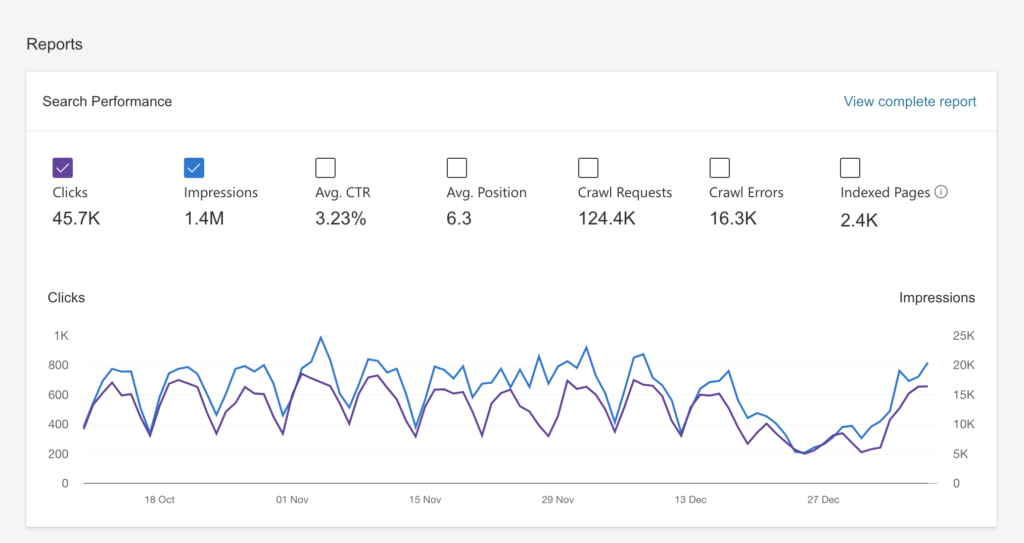 Reports
Search Performance View complete report
Clicks Impressions Avg. CTR Avg. Position Crawl Requests Crawl Errors Indexed Pages
45.7K 1.4M 3.23% 6.3 124.4K 16.3K 2.4K
Clicks Impressions
1K 25K
800 20K
600 15K
400 10K
200 5K
0 0
18 Oct 01 Nov 15 Nov 29 Nov 13 Dec 27 Dec